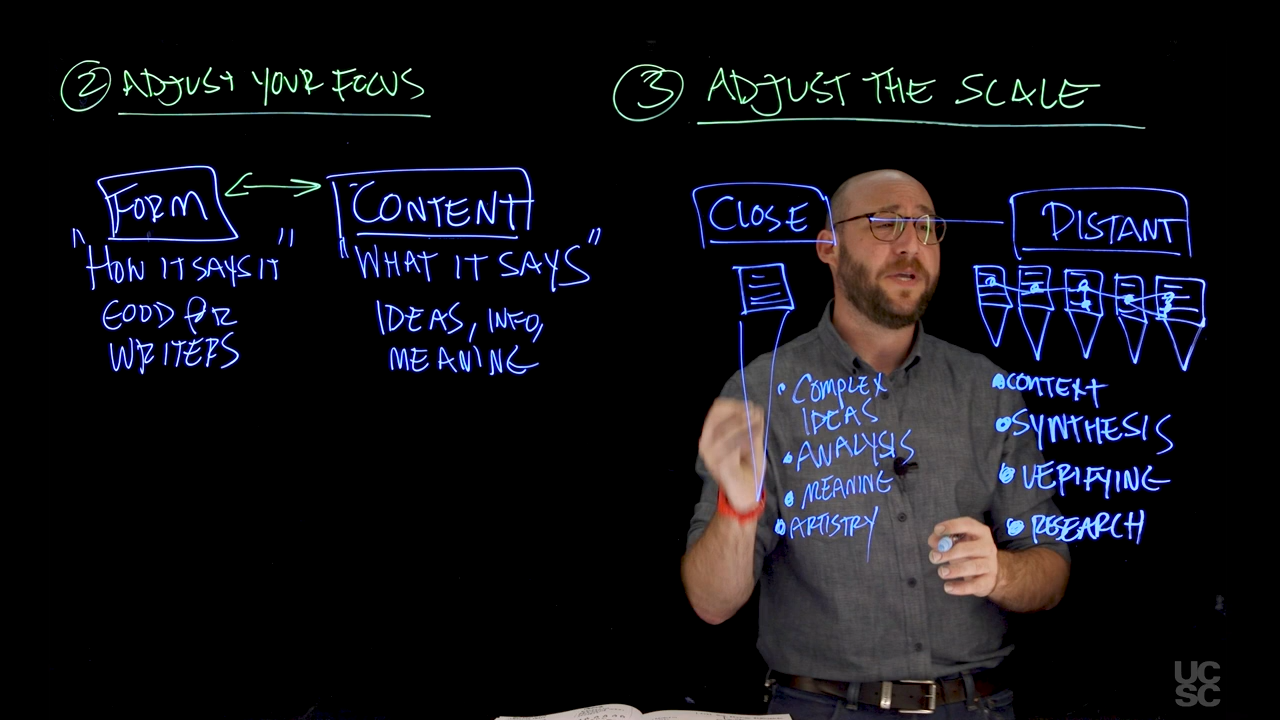 ② ADJUST YOUR FOCUS
FORM
CONTENT
"HOW IT SAYS IT"
"WHAT IT SAYS"
GOOD FOR
WRITERS
IDEAS, INFO,
MEANING
③ ADJUST THE SCALE
CLOSE
DISTANT
• COMPLEX
IDEAS
• ANALYSIS
• MEANING
• ARTISTRY
• CONTEXT
• SYNTHESIS
• VERIFYING
• RESEARCH
UC
SC